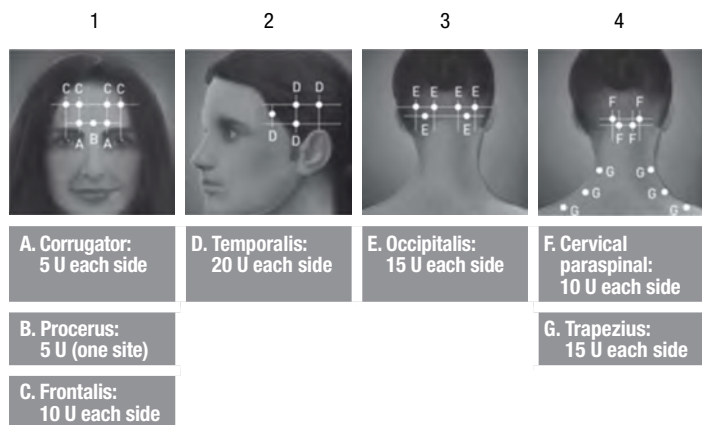 1 2 3 4
C C C C
A B A
D D
D D
E E E E
E E
F F
F F
G G
G G
G G
A. Corrugator:
5 U each side
B. Procerus:
5 U (one site)
C. Frontalis:
10 U each side
D. Temporalis:
20 U each side
E. Occipitalis:
15 U each side
F. Cervical
paraspinal:
10 U each side
G. Trapezius:
15 U each side